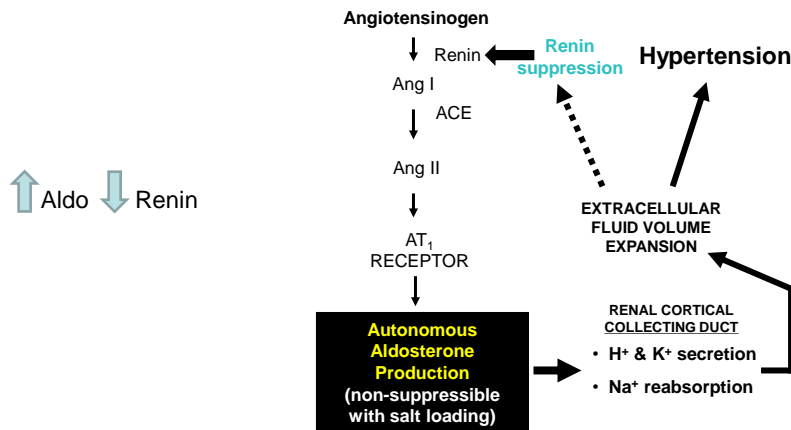 Angiotensinogen
Renin
Renin
suppression
Hypertension
Ang I
ACE
Ang II
Aldo Renin
EXTRACELLULAR
FLUID VOLUME
EXPANSION
AT₁
RECEPTOR
Autonomous
Aldosterone
Production
(non-suppressible
with salt loading)
RENAL CORTICAL
COLLECTING DUCT
• H⁺ & K⁺ secretion
• Na⁺ reabsorption